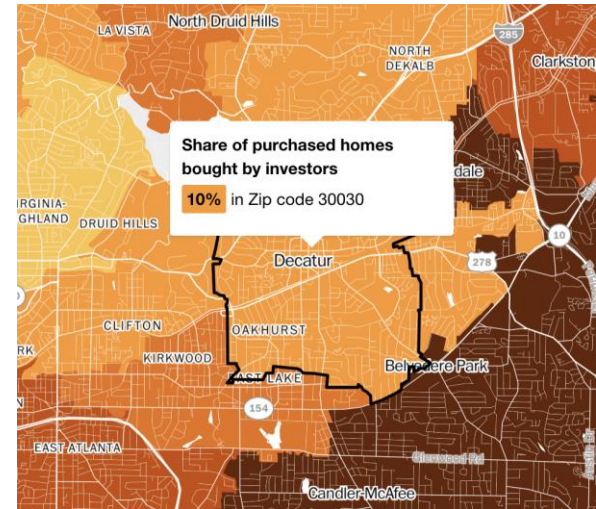 North Druid Hills
LA VISTA
285
NORTH
DEKALB
Clarkston
Share of purchased homes
bought by investors
10% in Zip code 30030
dale
RGINIA-
GHLAND
DRUID HILLS
10
278
Decatur
CLIFTON
OAKHURST
RK
KIRKWOOD
Belvedere Park
EAST LAKE
154
EAST ATLANTA
Glenwood Rd
Candler-McAfee